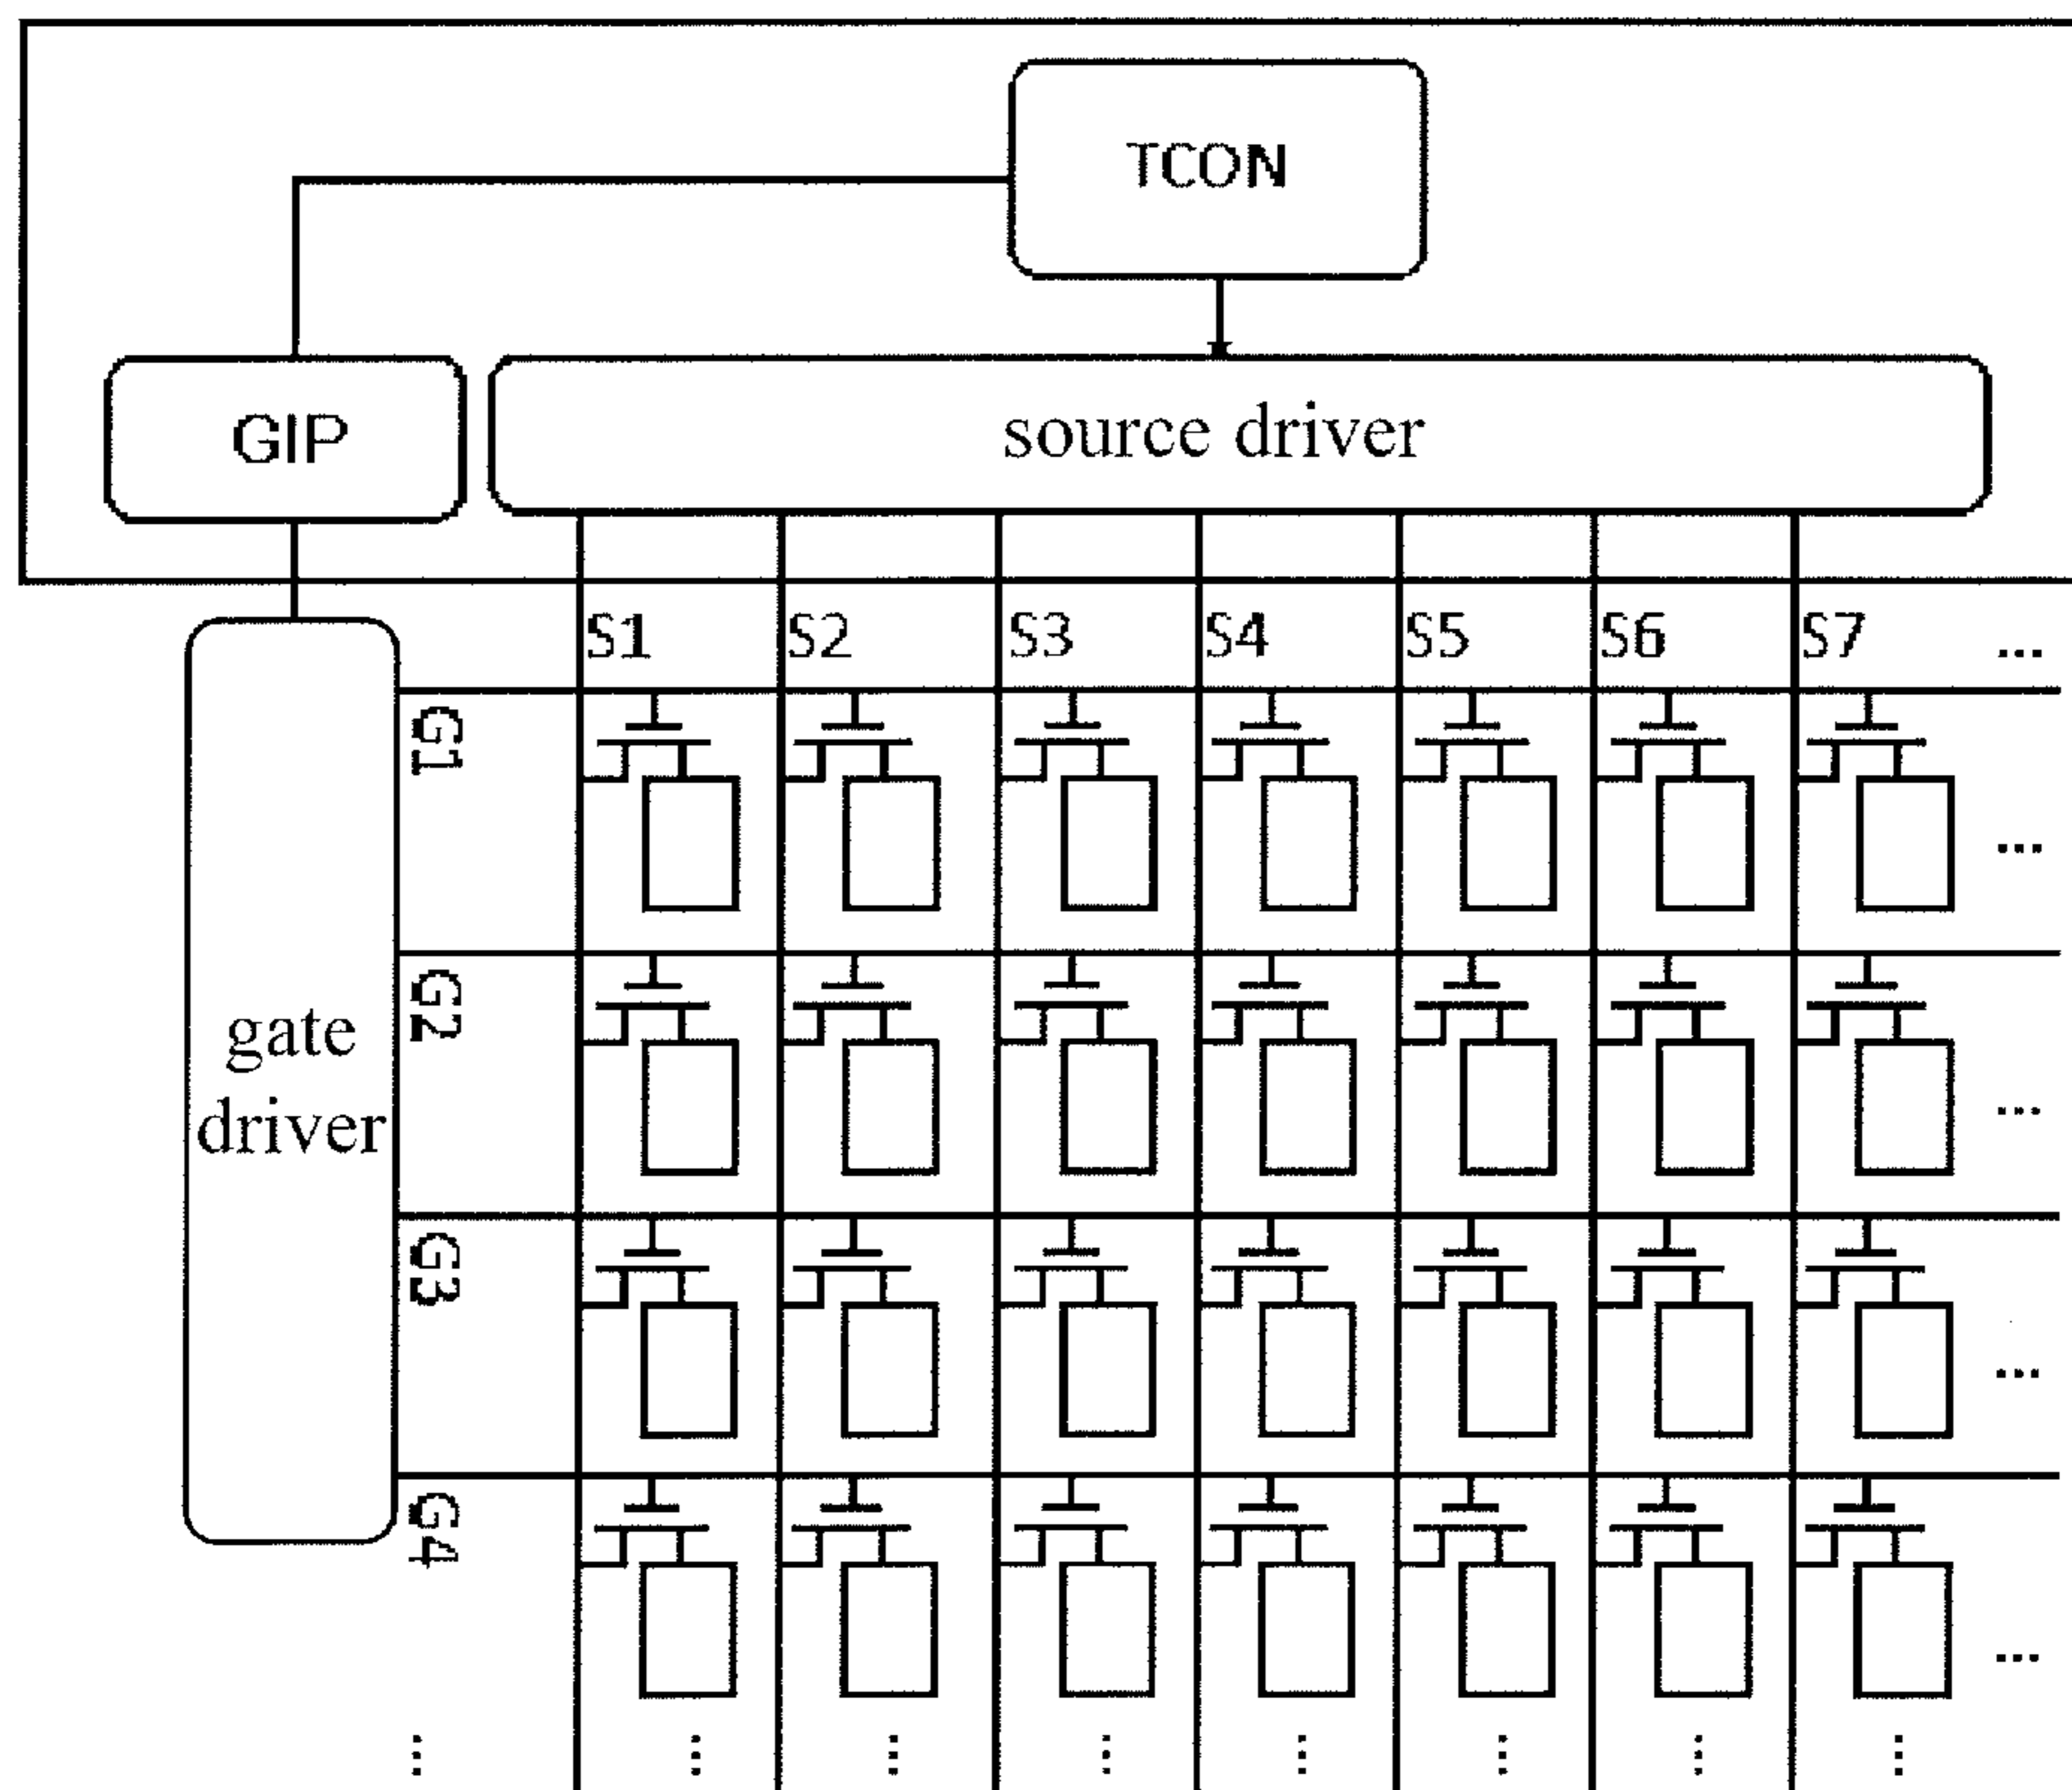 TCON
GIP
source driver
S1 S2 S3 S4 S5 S6 S7 ...
G1
...
G2
gate
driver
...
G3
...
G4
...
... ... ... ... ... ... ... ...